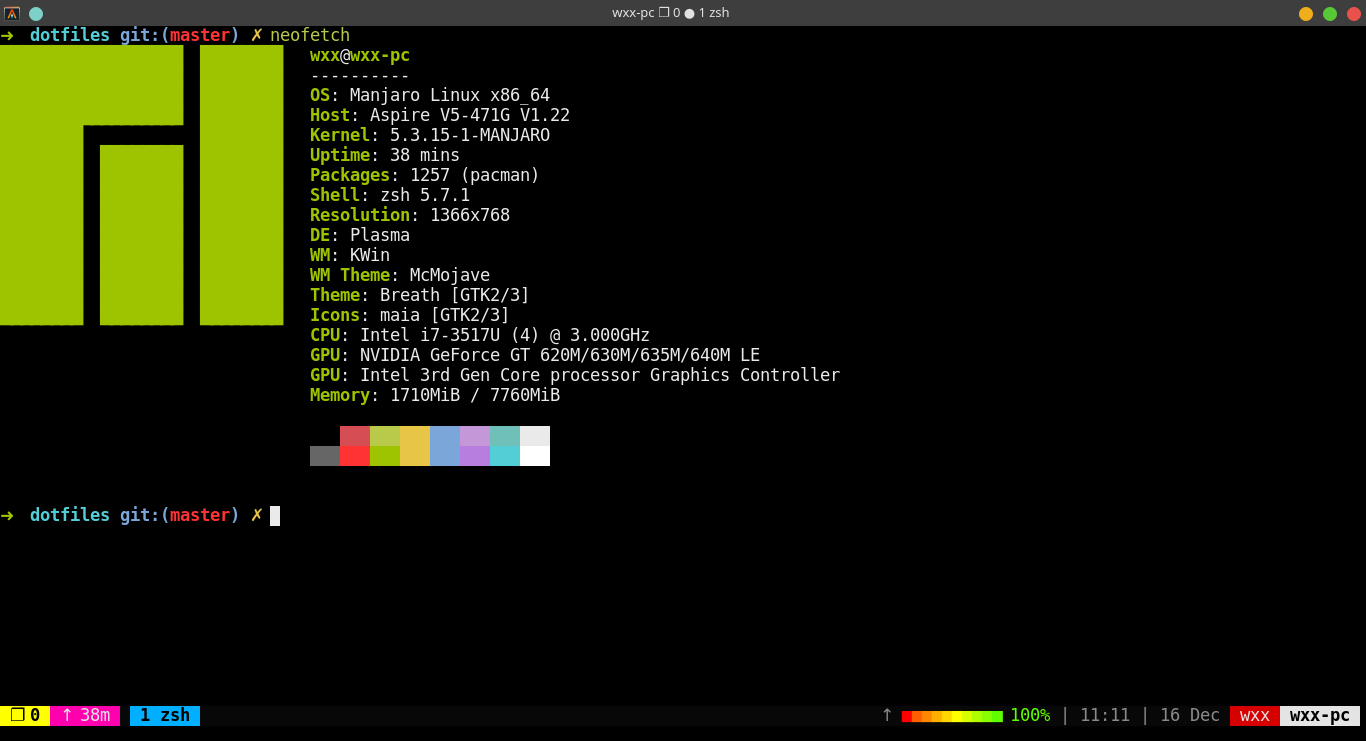 wxx-pc ❐ 0 ● 1 zsh
➜ dotfiles git:(master) ✗ neofetch
wxx@wxx-pc
----------
OS: Manjaro Linux x86_64
Host: Aspire V5-471G V1.22
Kernel: 5.3.15-1-MANJARO
Uptime: 38 mins
Packages: 1257 (pacman)
Shell: zsh 5.7.1
Resolution: 1366x768
DE: Plasma
WM: KWin
WM Theme: McMojave
Theme: Breath [GTK2/3]
Icons: maia [GTK2/3]
CPU: Intel i7-3517U (4) @ 3.000GHz
GPU: NVIDIA GeForce GT 620M/630M/635M/640M LE
GPU: Intel 3rd Gen Core processor Graphics Controller
Memory: 1710MiB / 7760MiB
➜ dotfiles git:(master) ✗
❐ 0 ↑ 38m 1 zsh ↑ 100% | 11:11 | 16 Dec wxx wxx-pc